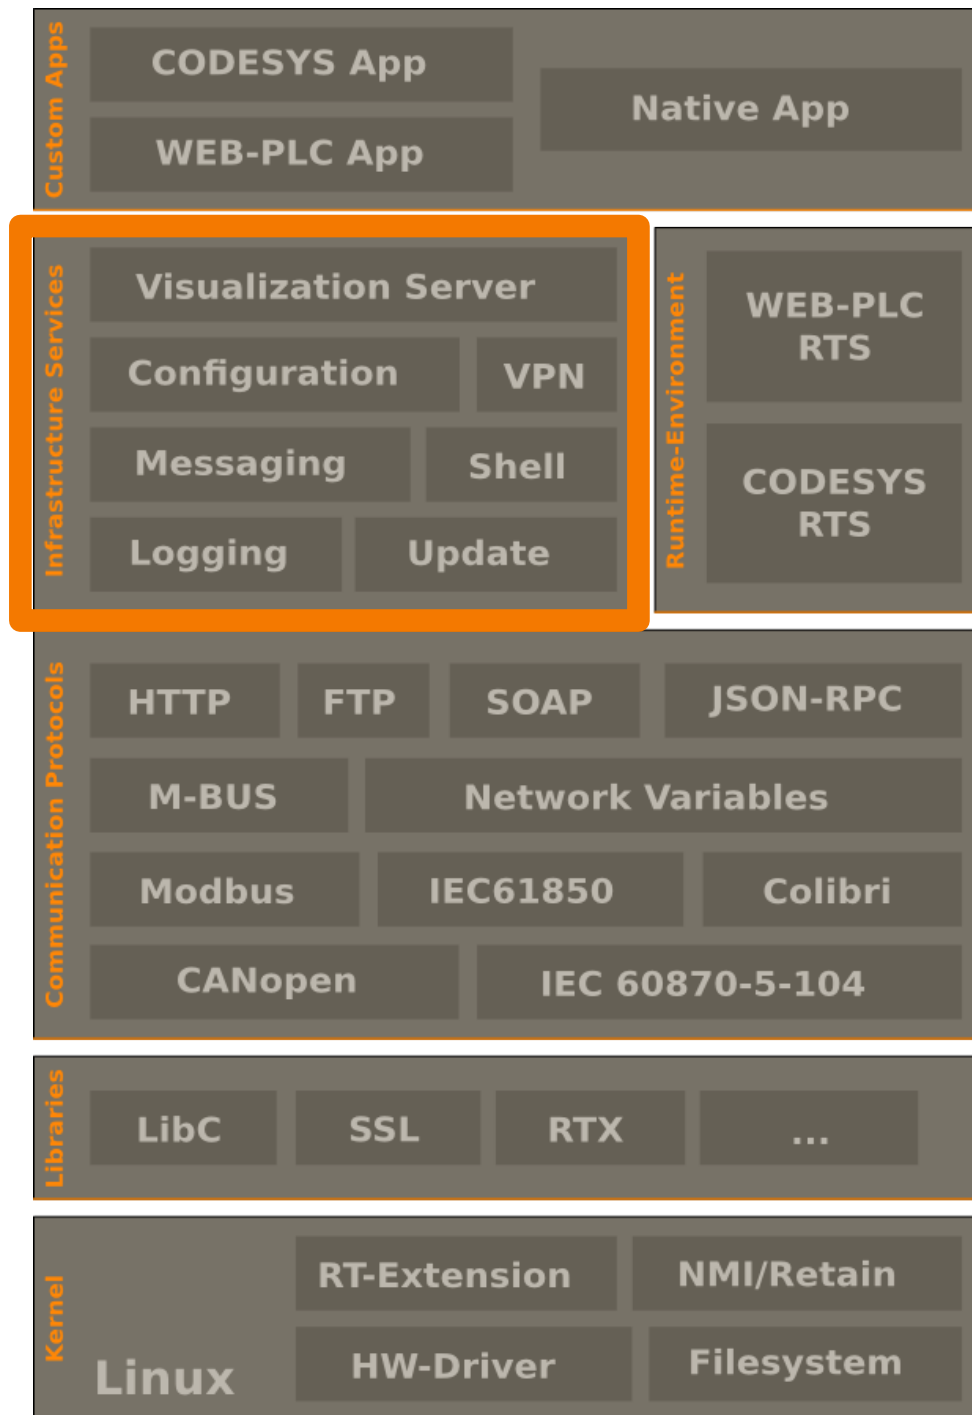 Custom Apps
CODESYS App
WEB-PLC App
Native App
Infrastructure Services
Visualization Server
Configuration
VPN
Messaging
Shell
Logging
Update
Runtime-Environment
WEB-PLC
RTS
CODESYS
RTS
Communication Protocols
HTTP
FTP
SOAP
JSON-RPC
M-BUS
Network Variables
Modbus
IEC61850
Colibri
CANopen
IEC 60870-5-104
Libraries
LibC
SSL
RTX
...
Kernel
Linux
RT-Extension
NMI/Retain
HW-Driver
Filesystem